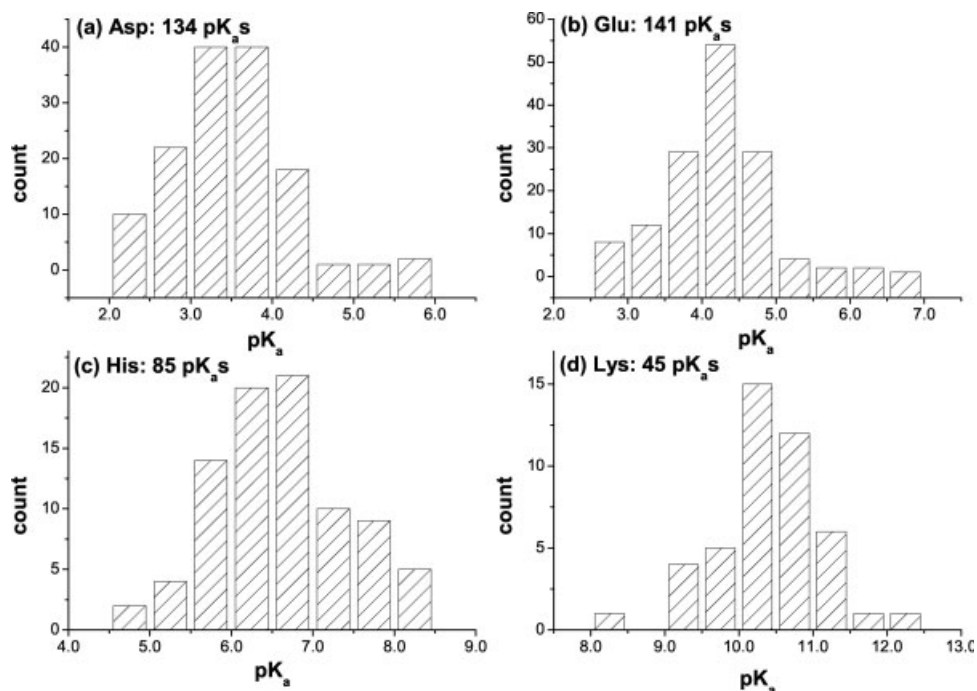 (a) Asp: 134 pKₐs
40
30
20
10
0
count
2.0 3.0 4.0 5.0 6.0
pKₐ
(b) Glu: 141 pKₐs
60
50
40
30
20
10
0
count
2.0 3.0 4.0 5.0 6.0 7.0
pKₐ
(c) His: 85 pKₐs
20
15
10
5
0
count
4.0 5.0 6.0 7.0 8.0 9.0
pKₐ
(d) Lys: 45 pKₐs
15
10
5
0
count
8.0 9.0 10.0 11.0 12.0 13.0
pKₐ